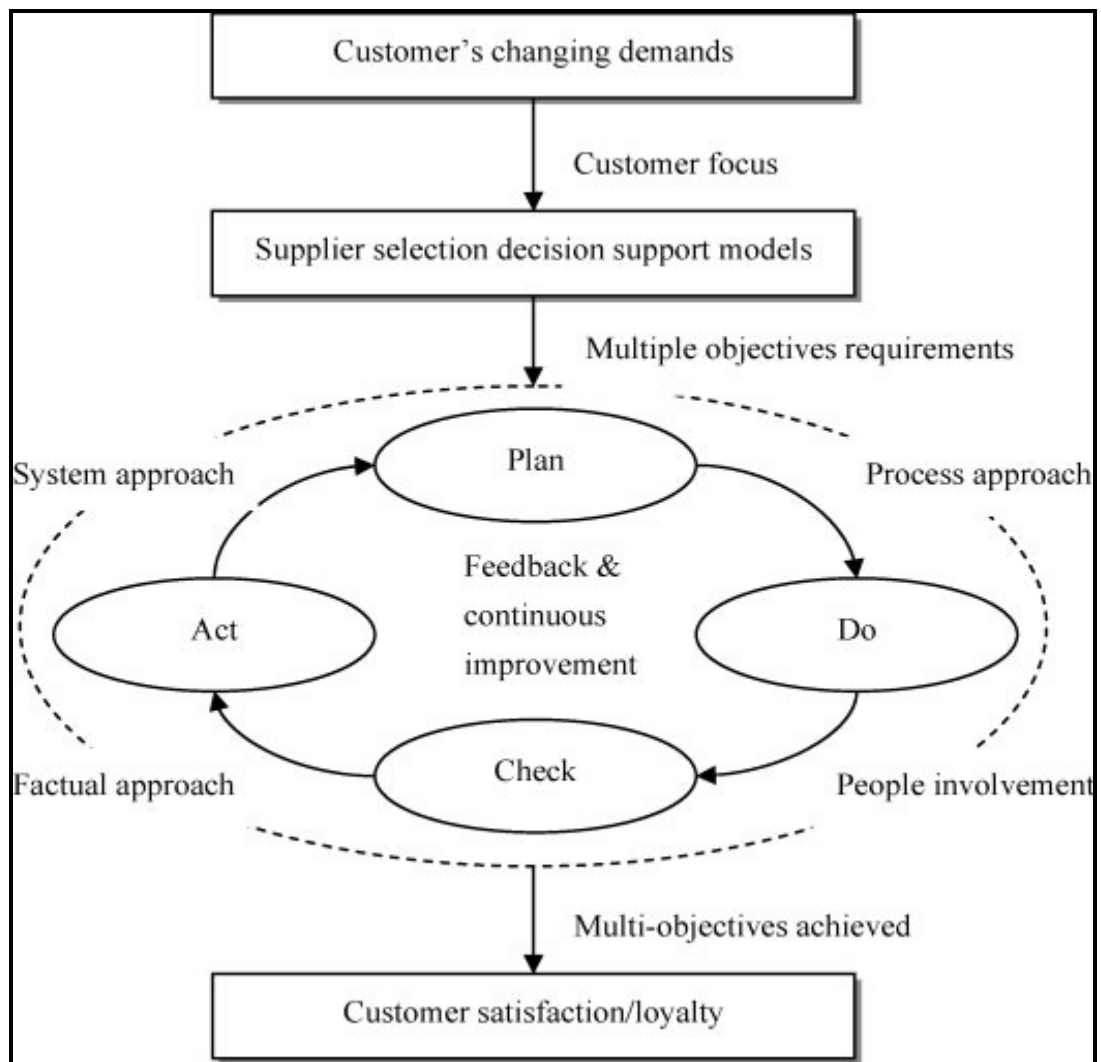 Customer’s changing demands
Customer focus
Supplier selection decision support models
Multiple objectives requirements
Plan
System approach
Process approach
Feedback &
continuous
improvement
Act
Do
Check
Factual approach
People involvement
Multi-objectives achieved
Customer satisfaction/loyalty